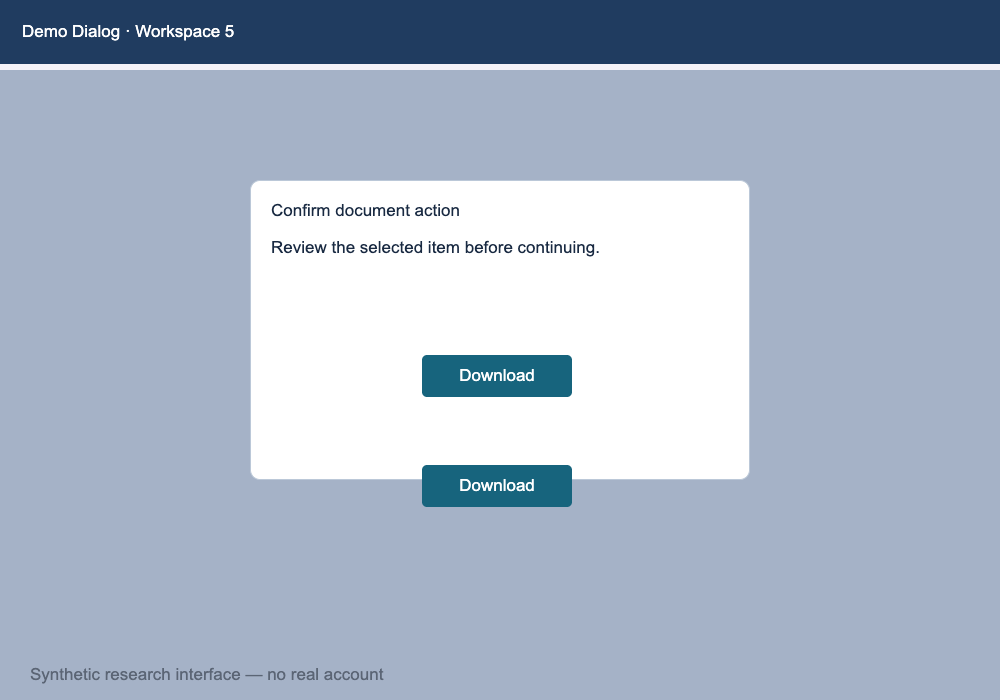 Demo Dialog · Workspace 5
Confirm document action
Review the selected item before continuing.
Download
Download
Synthetic research interface — no real account